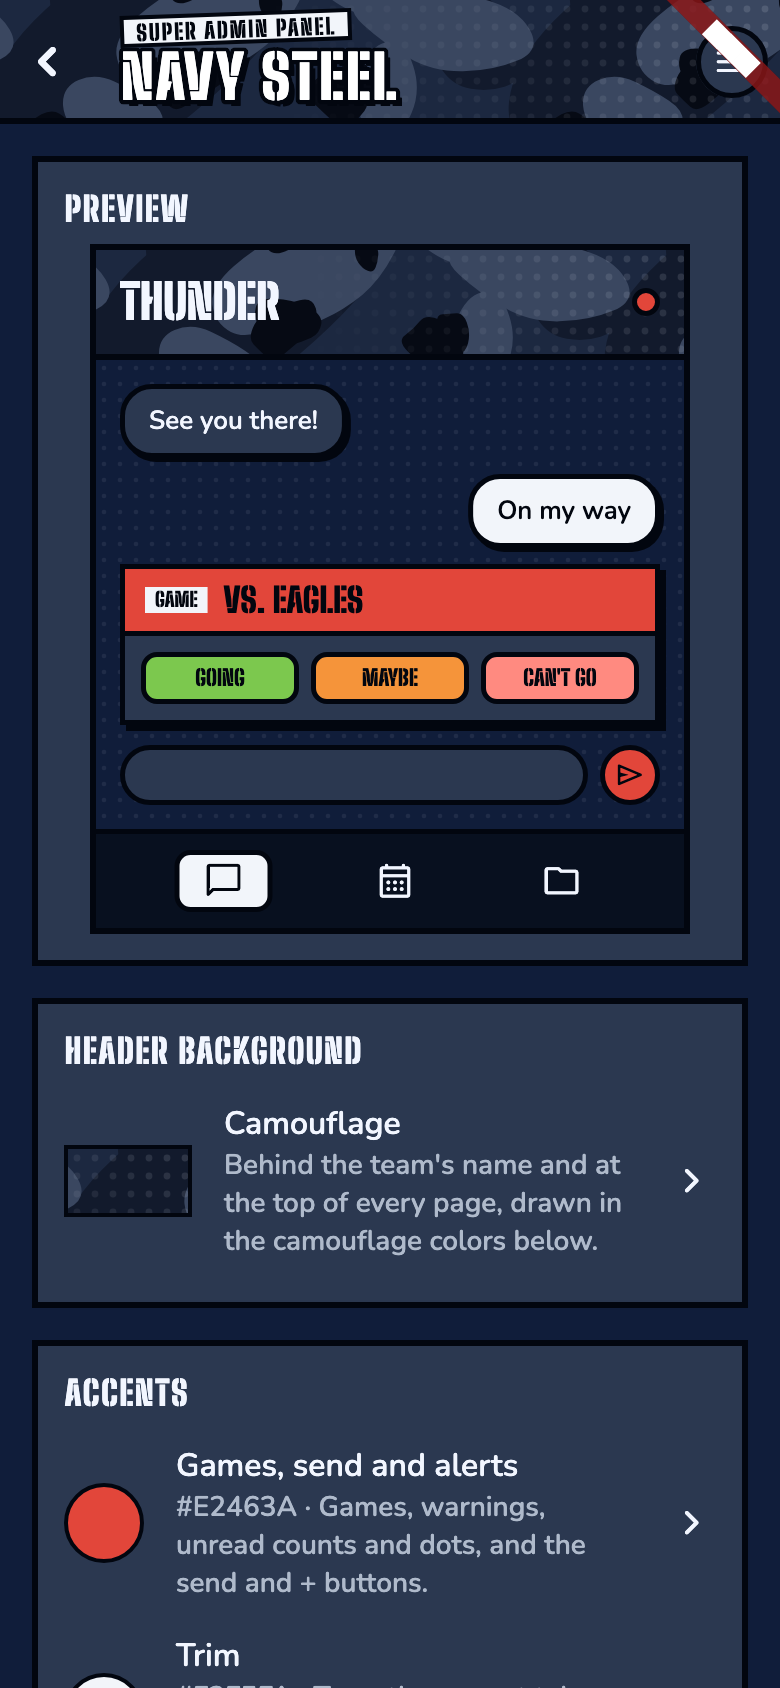 SUPER ADMIN PANEL
NAVY STEEL
PREVIEW
THUNDER
See you there!
On my way
GAME VS. EAGLES
GOING MAYBE CAN'T GO
HEADER BACKGROUND
Camouflage
Behind the team's name and at
the top of every page, drawn in
the camouflage colors below.
ACCENTS
Games, send and alerts
#E2463A · Games, warnings,
unread counts and dots, and the
send and + buttons.
Trim